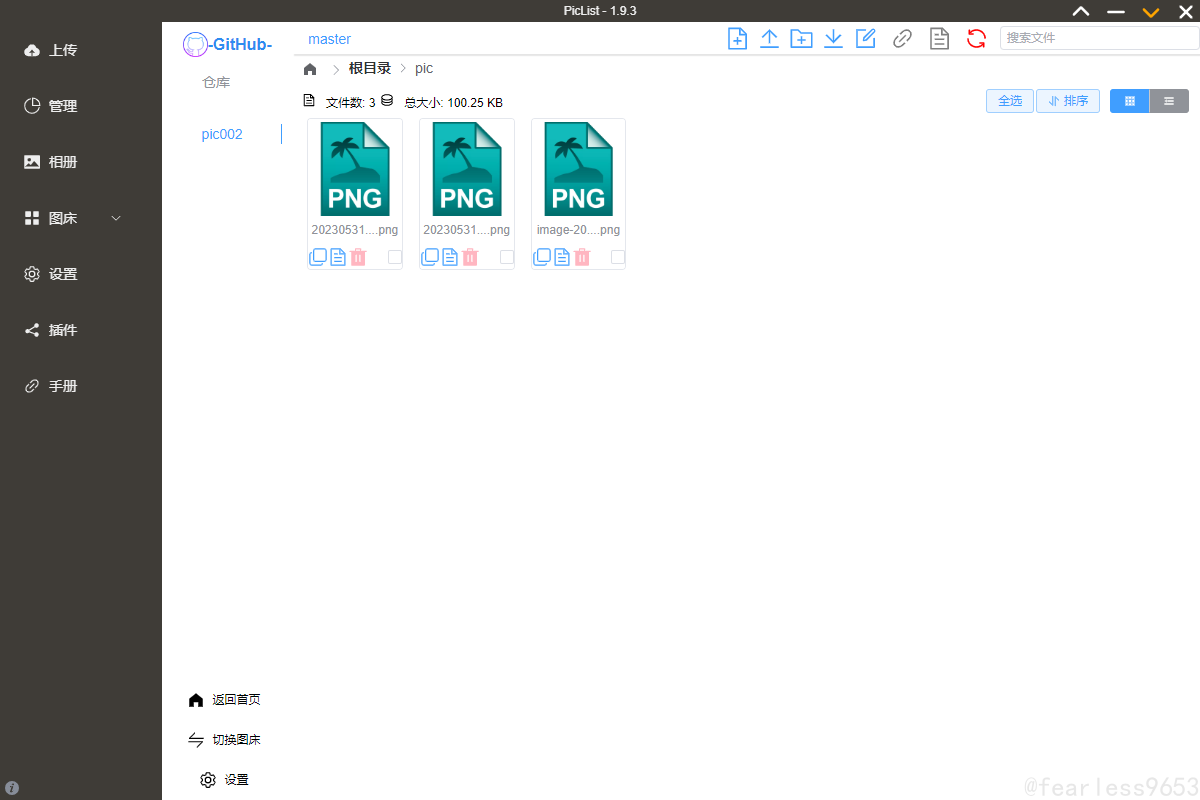 PicList - 1.9.3
上传
管理
相册
图床
设置
插件
手册
-GitHub-
仓库
pic002
master
搜索文件
根目录 > pic
文件数: 3 总大小: 100.25 KB
全选 排序
PNG PNG PNG
20230531....png 20230531....png image-20....png
返回首页
切换图床
设置
@fearless9653